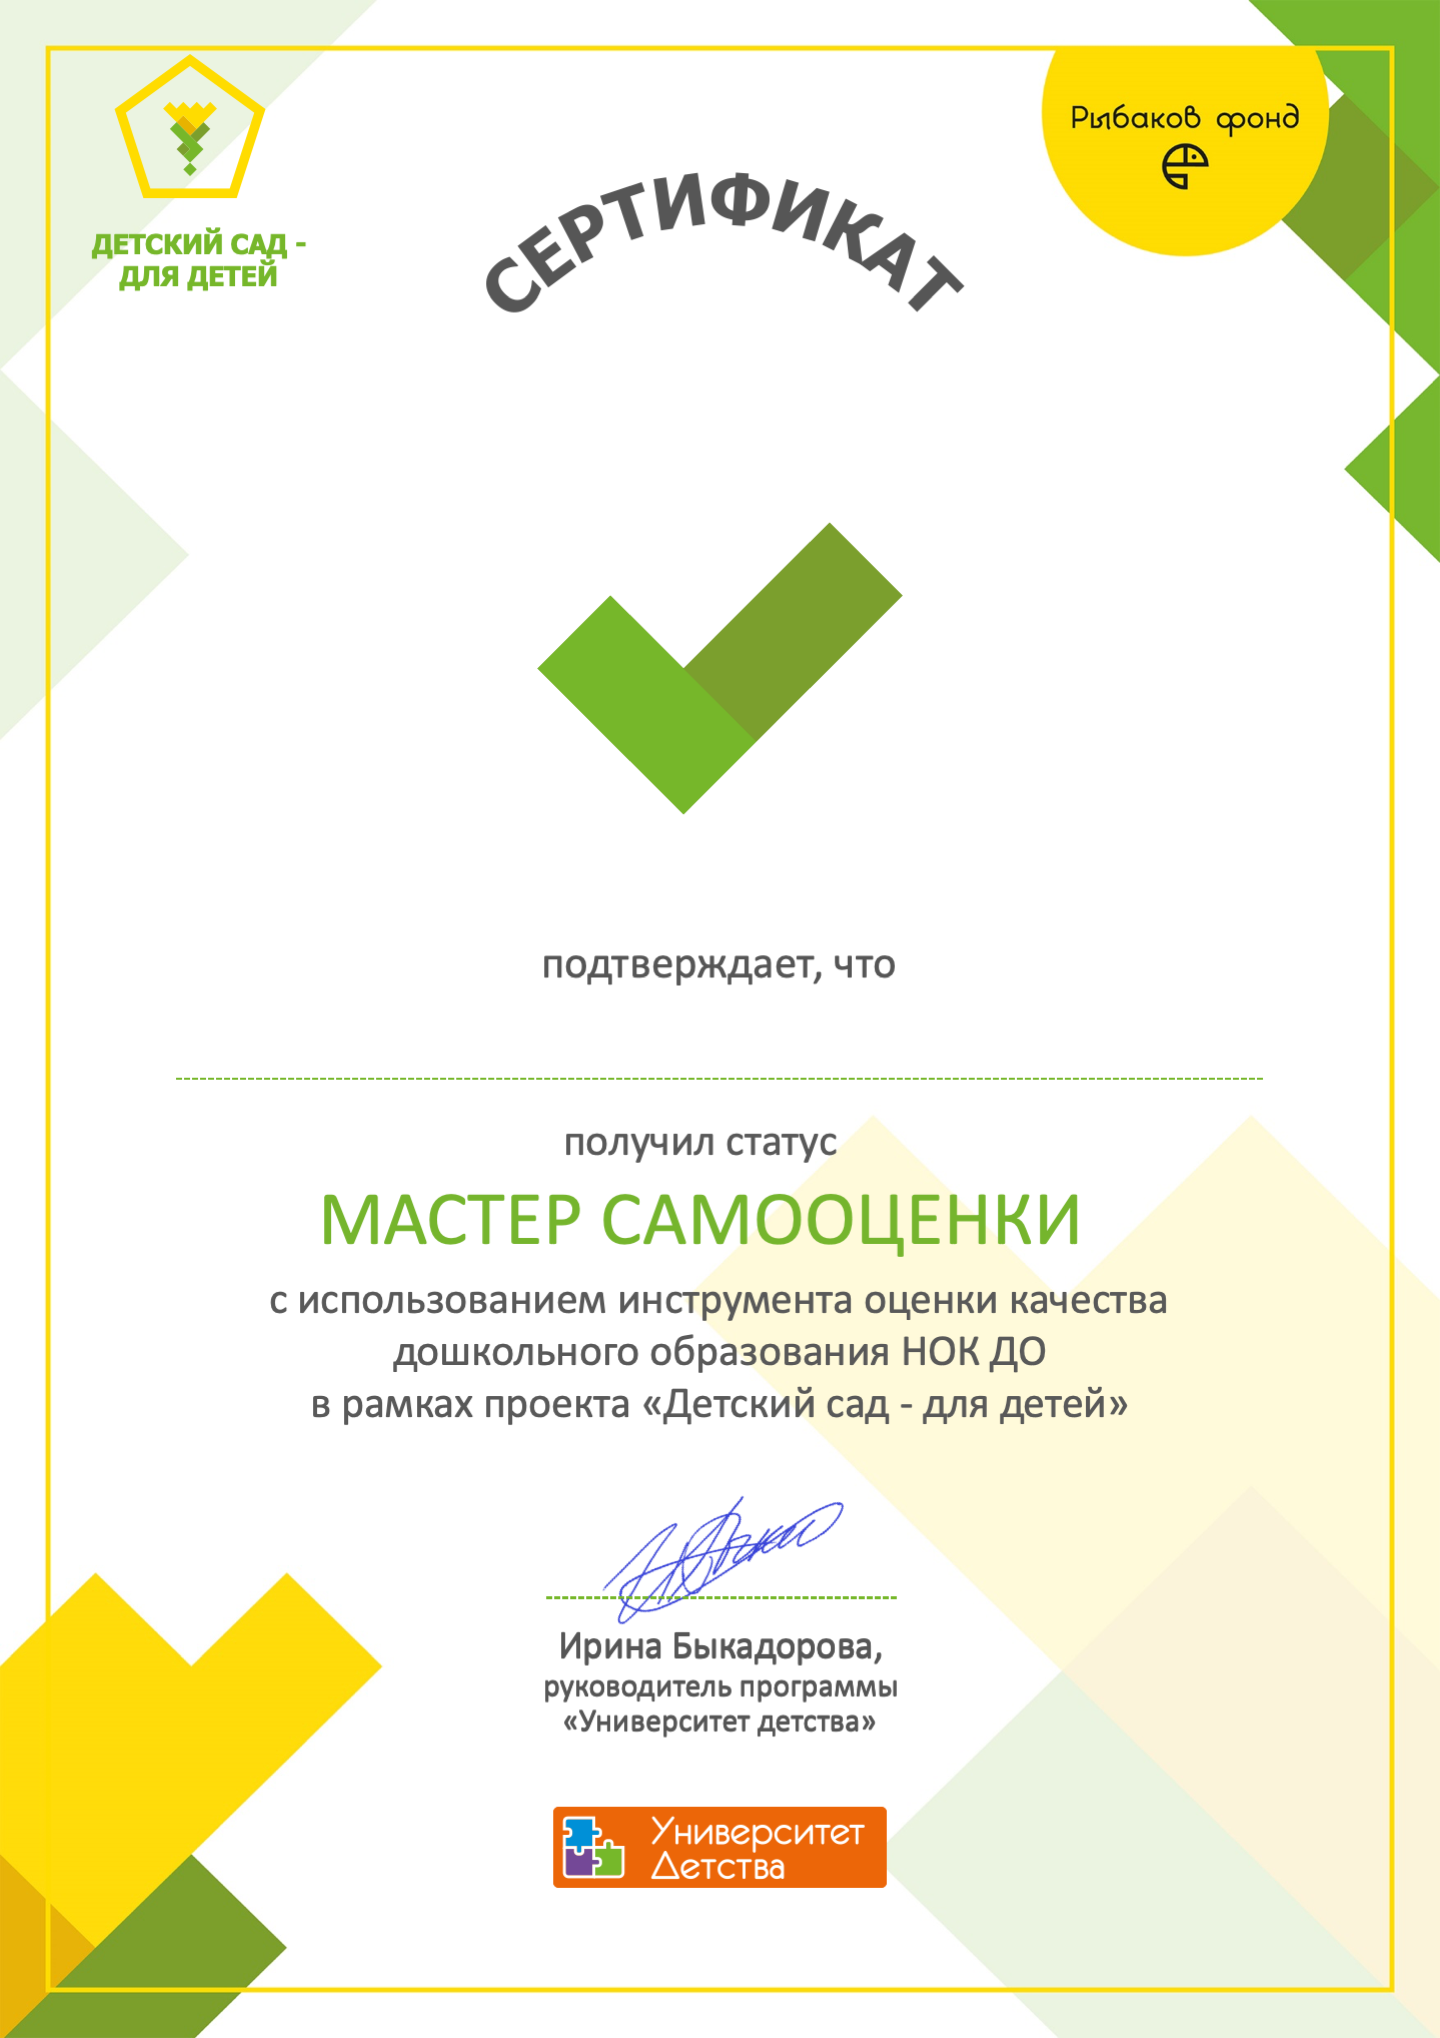 ДЕТСКИЙ САД -
ДЛЯ ДЕТЕЙ
Рыбаков фонд
СЕРТИФИКАТ
подтверждает, что
получил статус
МАСТЕР САМООЦЕНКИ
с использованием инструмента оценки качества
дошкольного образования НОК ДО
в рамках проекта «Детский сад - для детей»
Ирина Быкадорова,
руководитель программы
«Университет детства»
Университет
Детства